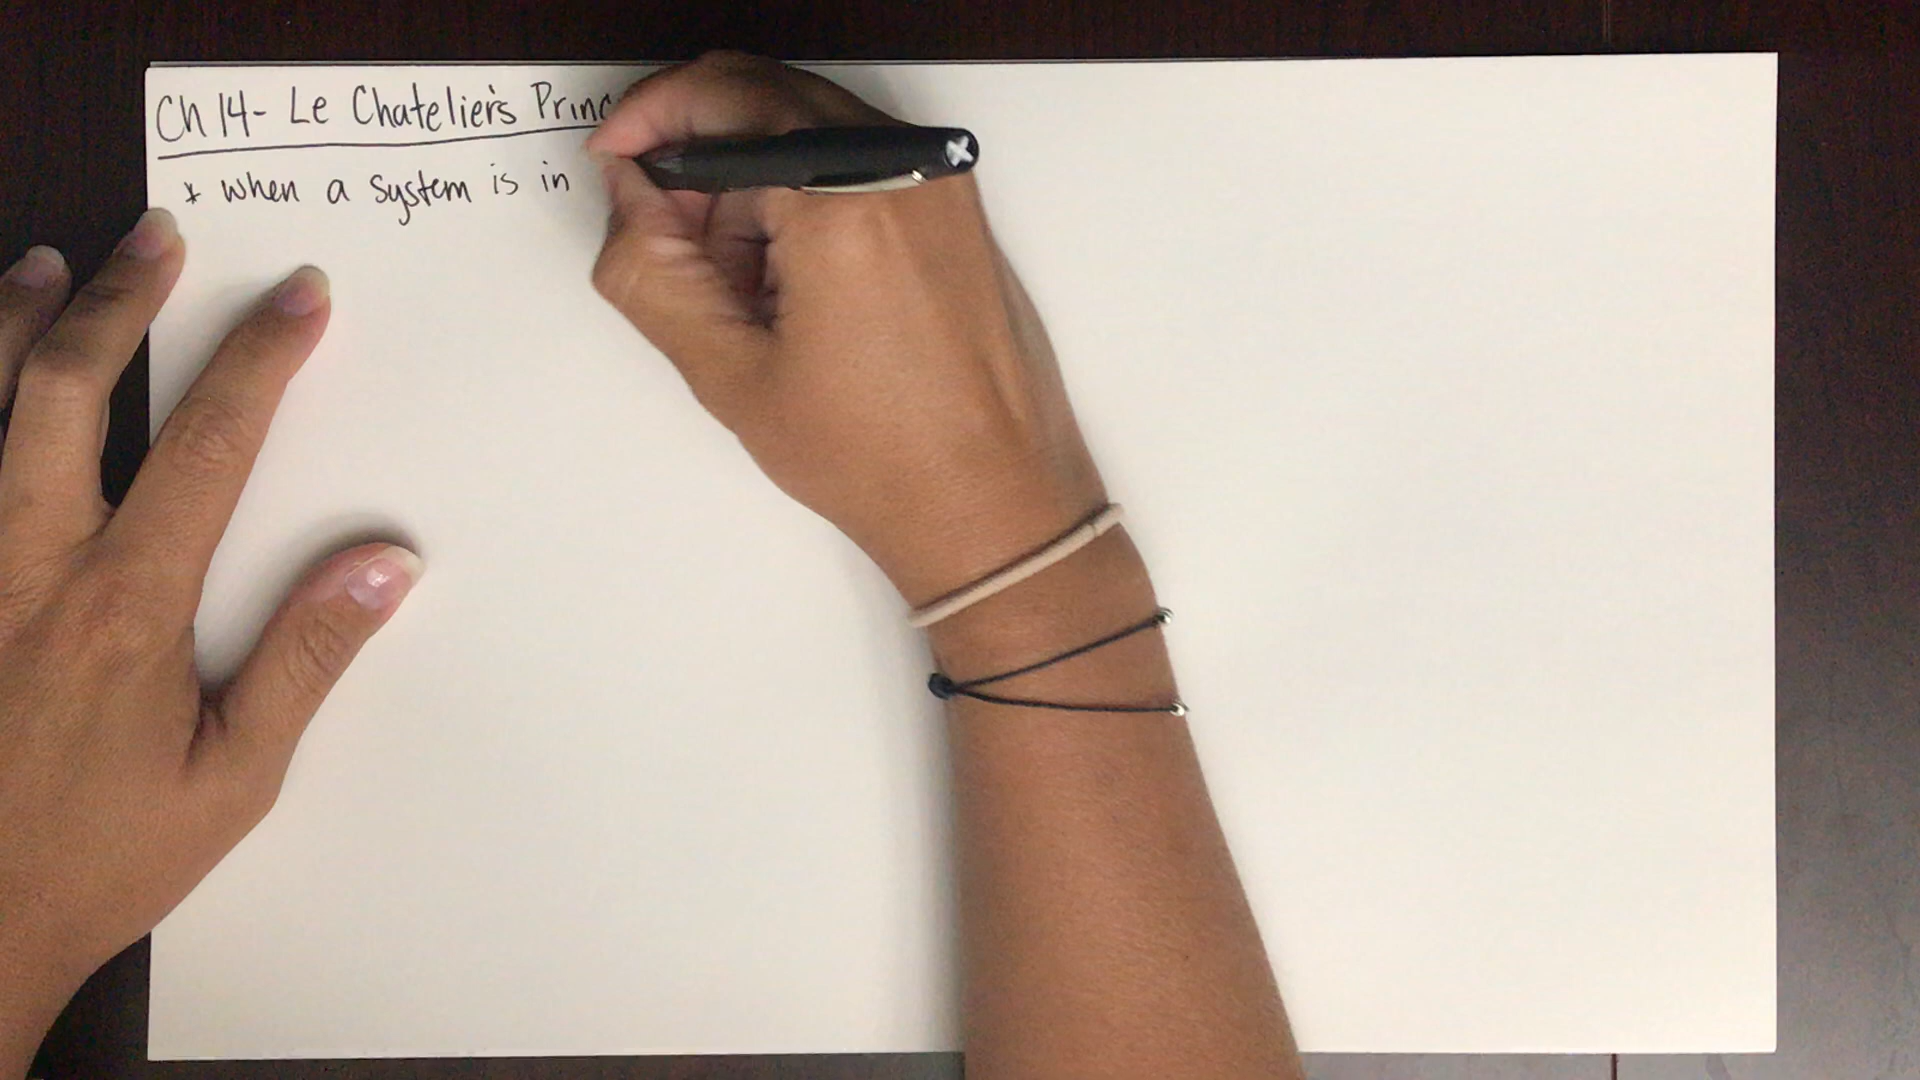 Ch 14- Le Chatelier's Princ
* when a system is in